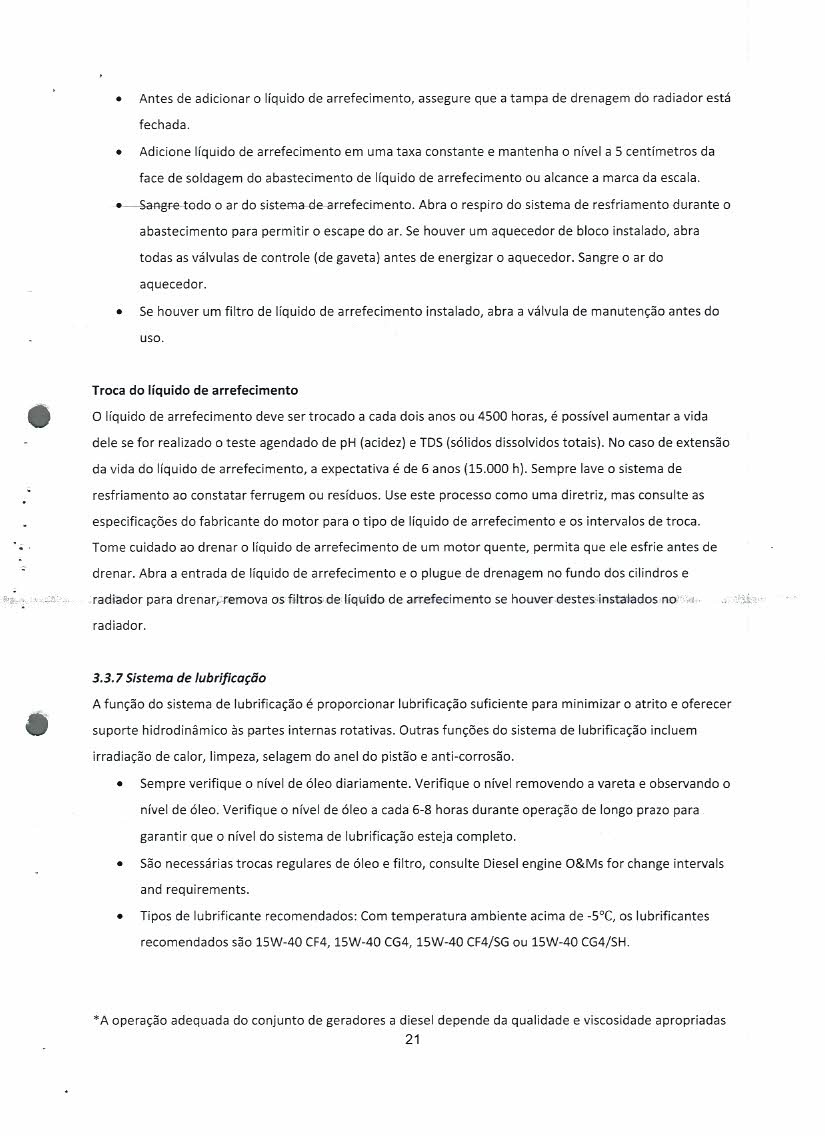 • Antes de adicionar o líquido de arrefecimento, assegure que a tampa de drenagem do radiador está
fechada.
• Adicione líquido de arrefecimento em uma taxa constante e mantenha o nível a 5 centímetros da
face de soldagem do abastecimento de líquido de arrefecimento ou alcance a marca da escala.
• Sangre todo o ar do sistema de arrefecimento. Abra o respiro do sistema de resfriamento durante o
abastecimento para permitir o escape do ar. Se houver um aquecedor de bloco instalado, abra
todas as válvulas de controle (de gaveta) antes de energizar o aquecedor. Sangre o ar do
aquecedor.
• Se houver um filtro de líquido de arrefecimento instalado, abra a válvula de manutenção antes do
uso.
Troca do líquido de arrefecimento
O líquido de arrefecimento deve ser trocado a cada dois anos ou 4500 horas, é possível aumentar a vida
dele se for realizado o teste agendado de pH (acidez) e TDS (sólidos dissolvidos totais). No caso de extensão
da vida do líquido de arrefecimento, a expectativa é de 6 anos (15.000 h). Sempre lave o sistema de
resfriamento ao constatar ferrugem ou resíduos. Use este processo como uma diretriz, mas consulte as
especificações do fabricante do motor para o tipo de líquido de arrefecimento e os intervalos de troca.
Tome cuidado ao drenar o líquido de arrefecimento de um motor quente, permita que ele esfrie antes de
drenar. Abra a entrada de líquido de arrefecimento e o plugue de drenagem no fundo dos cilindros e
radiador para drenar, remova os filtros de líquido de arrefecimento se houver destes instalados no
radiador.
3.3.7 Sistema de lubrificação
A função do sistema de lubrificação é proporcionar lubrificação suficiente para minimizar o atrito e oferecer
suporte hidrodinâmico às partes internas rotativas. Outras funções do sistema de lubrificação incluem
irradiação de calor, limpeza, selagem do anel do pistão e anti-corrosão.
• Sempre verifique o nível de óleo diariamente. Verifique o nível removendo a vareta e observando o
nível de óleo. Verifique o nível de óleo a cada 6-8 horas durante operação de longo prazo para
garantir que o nível do sistema de lubrificação esteja completo.
• São necessárias trocas regulares de óleo e filtro, consulte Diesel engine O&Ms for change intervals
and requirements.
• Tipos de lubrificante recomendados: Com temperatura ambiente acima de -5°C, os lubrificantes
recomendados são 15W-40 CF4, 15W-40 CG4, 15W-40 CF4/SG ou 15W-40 CG4/SH.
*A operação adequada do conjunto de geradores a diesel depende da qualidade e viscosidade apropriadas
21